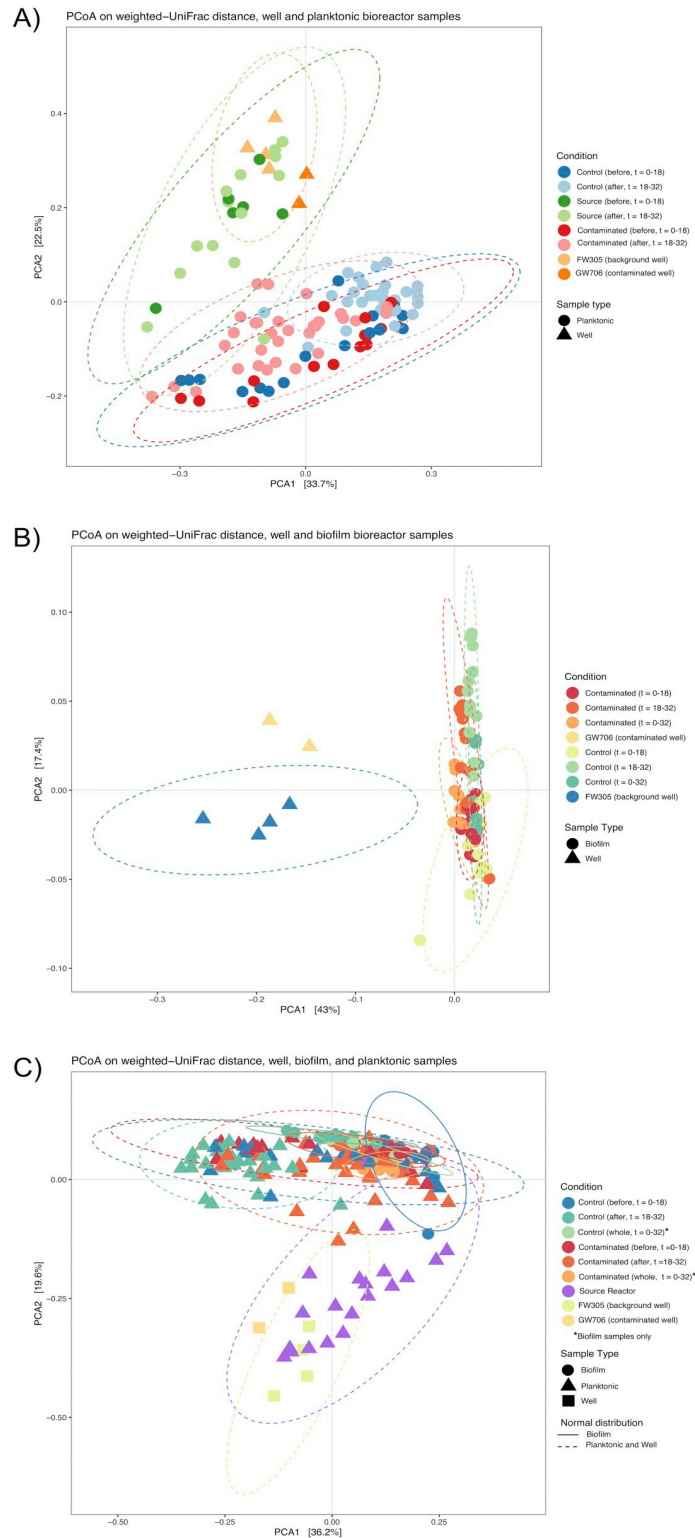 A)
PCoA on weighted−UniFrac distance, well and planktonic bioreactor samples
0.4
0.2
0.0
−0.2
PCA2 [22.5%]
−0.3
0.0
0.3
PCA1 [33.7%]
Condition
Control (before, t = 0-18)
Control (after, t = 18-32)
Source (before, t = 0-18)
Source (after, t = 18-32)
Contaminated (before, t = 0-18)
Contaminated (after, t = 18-32)
FW305 (background well)
GW706 (contaminated well)
Sample type
Planktonic
Well
B)
PCoA on weighted−UniFrac distance, well and biofilm bioreactor samples
0.10
0.05
0.00
−0.05
−0.10
PCA2 [17.4%]
−0.3
−0.2
−0.1
0.0
PCA1 [43%]
Condition
Contaminated (t = 0-18)
Contaminated (t = 18-32)
Contaminated (t = 0-32)
GW706 (contaminated well)
Control (t = 0-18)
Control (t = 18-32)
Control (t = 0-32)
FW305 (background well)
Sample Type
Biofilm
Well
C)
PCoA on weighted−UniFrac distance, well, biofilm, and planktonic samples
0.00
−0.25
−0.50
PCA2 [19.6%]
−0.50
−0.25
0.00
0.25
PCA1 [36.2%]
Condition
Control (before, t = 0-18)
Control (after, t = 18-32)
Control (whole, t = 0-32)*
Contaminated (before, t =0-18)
Contaminated (after, t =18-32)
Contaminated (whole, t = 0-32)*
Source Reactor
FW305 (background well)
GW706 (contaminated well)
*Biofilm samples only
Sample Type
Biofilm
Planktonic
Well
Normal distribution
Biofilm
Planktonic and Well